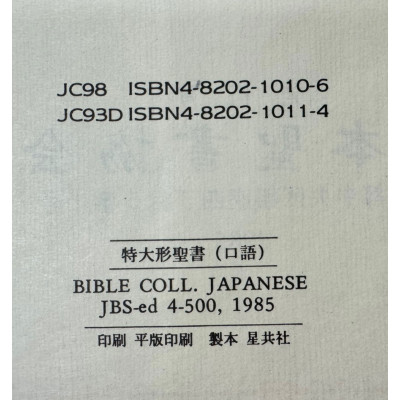 JC98 ISBN4-8202-1010-6
JC93D ISBN4-8202-1011-4
特大形聖書（口語）
BIBLE COLL. JAPANESE
JBS-ed 4-500, 1985
印刷 平版印刷 製本 星共社